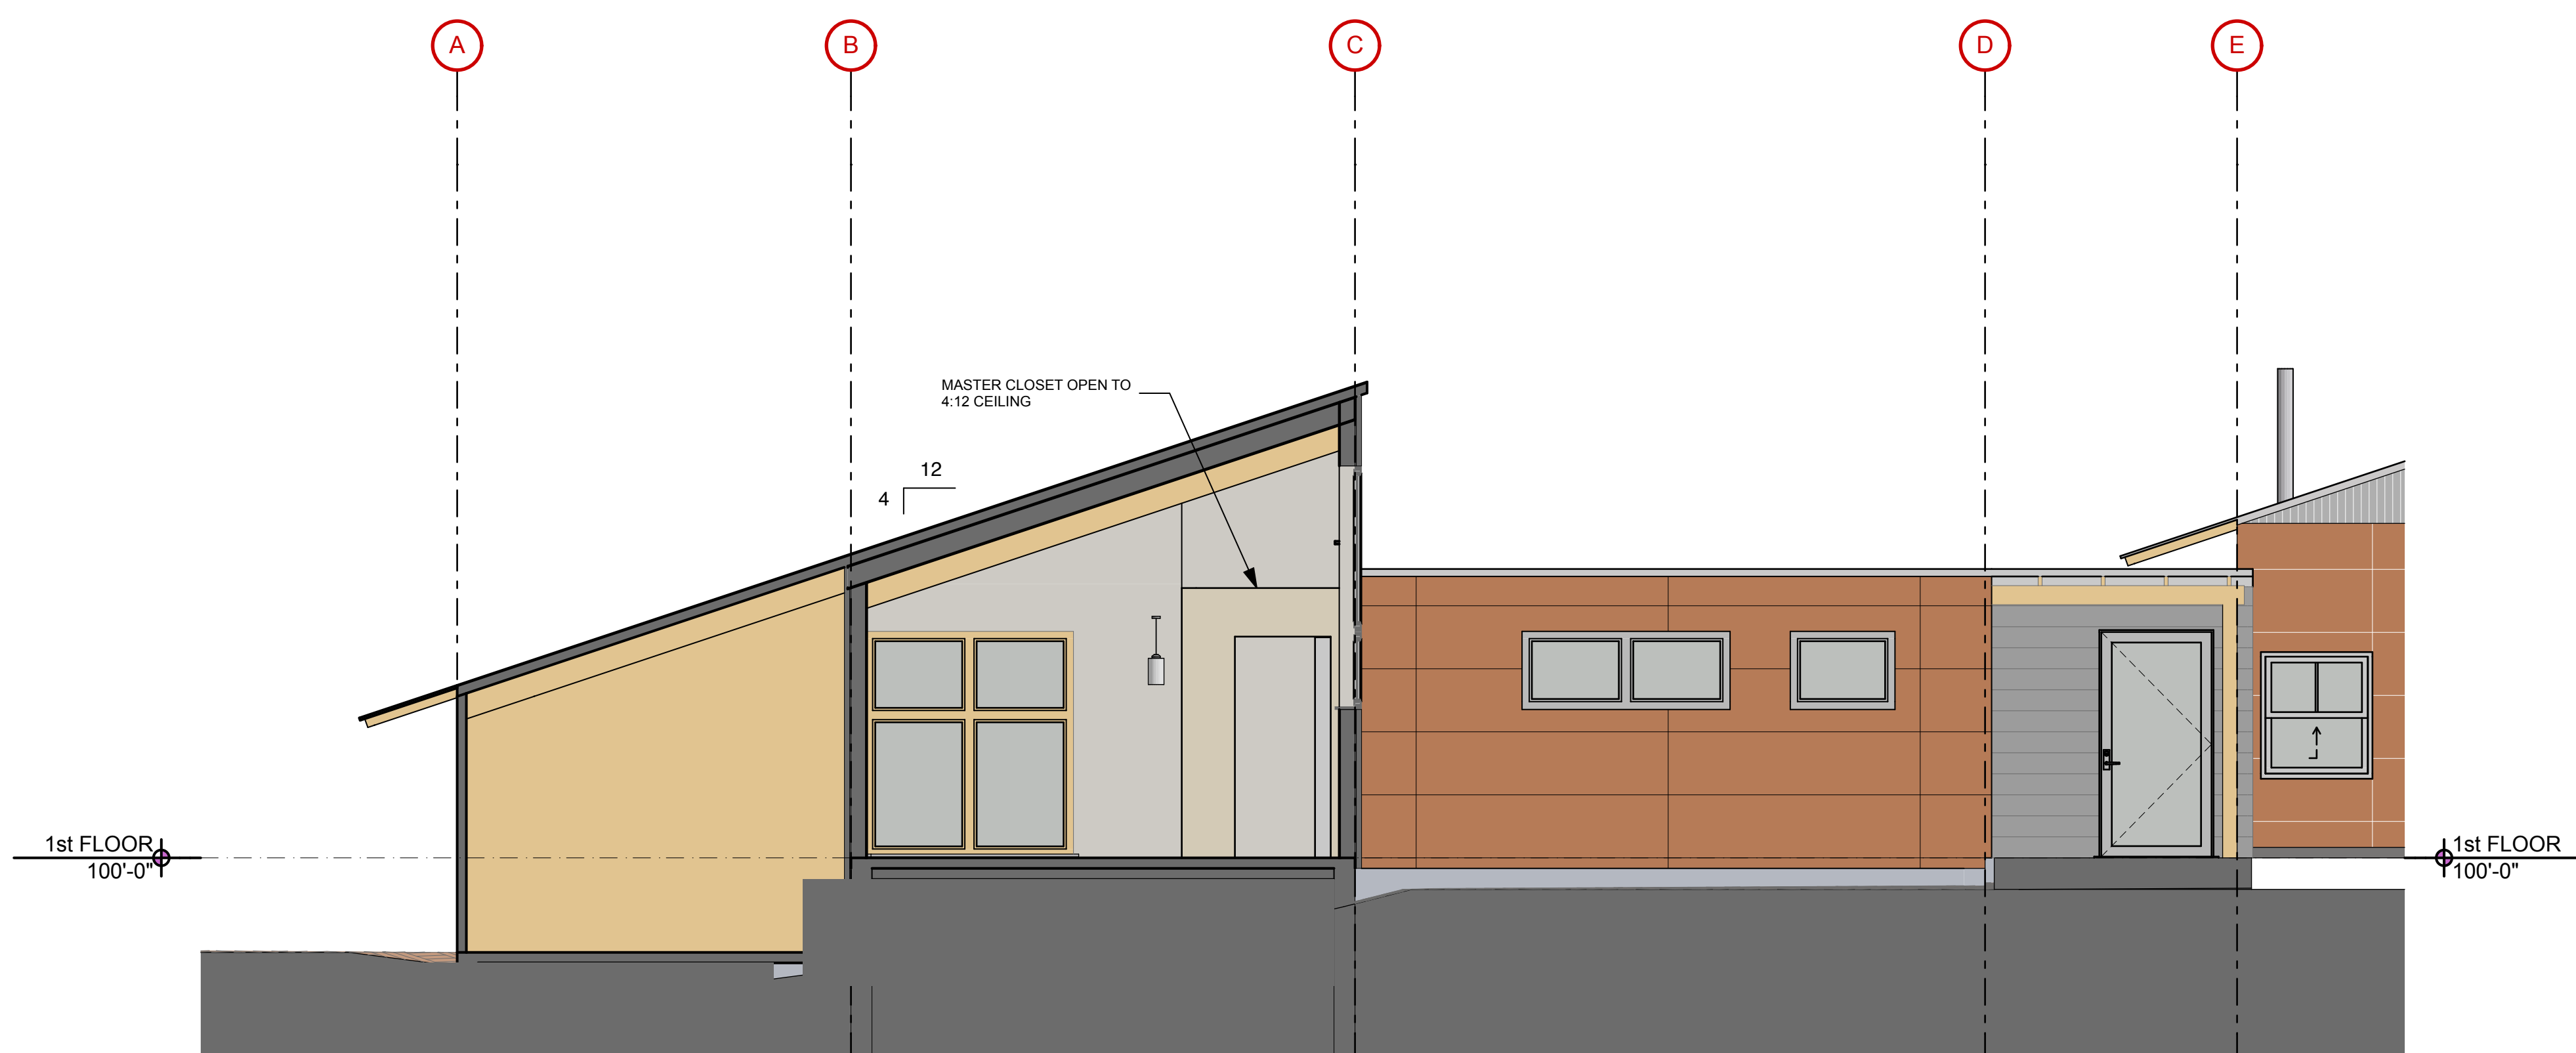 A
B
C
D
E
MASTER CLOSET OPEN TO
4:12 CEILING
12
4
1st FLOOR
100'-0"
1st FLOOR
100'-0"